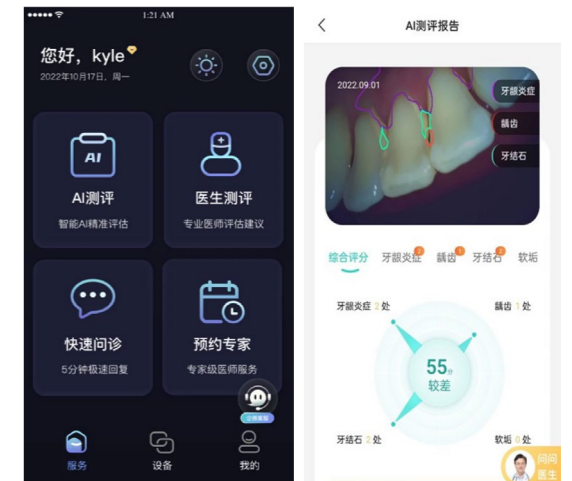 1:21 AM
您好，kyle
2022年10月17日，周一
AI
AI测评
智能AI精准评估
医生测评
专业医师评估建议
快速问诊
5分钟极速回复
预约专家
专家级医师服务
服务
设备
我的
AI测评报告
2022.09.01
牙龈炎症
龋齿
牙结石
综合评分 牙龈炎症 2 龋齿 1 牙结石 2 软垢
牙龈炎症 2 处
龋齿 1 处
55分
较差
牙结石 2 处
软垢 0 处
问问
医生